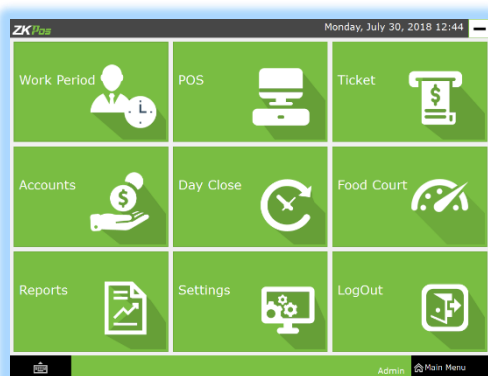 ZKPos
Monday, July 30, 2018 12:44
Work Period
POS
Ticket
$
Accounts
$
Day Close
Food Court
Reports
Settings
LogOut
Admin
Main Menu